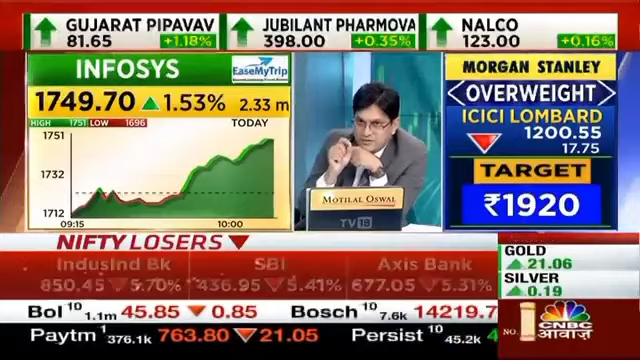 GUJARAT PIPAVAV
81.65 +1.18%
JUBILANT PHARMOVA
398.00 +0.35%
NALCO
123.00 +0.16%
INFOSYS
EaseMyTrip
1749.70 1.53% 2.33 m
HIGH 1751 LOW 1696 TODAY
1751
1732
1712
09:15 10:00
MOTILAL OSWAL
TV18
MORGAN STANLEY
OVERWEIGHT
ICICI LOMBARD
1200.55
17.75
TARGET
₹1920
NIFTY LOSERS
IndusInd Bk SBI Axis Bank
850.45 5.70% 436.95 5.41% 677.05 5.31%
GOLD
21.06
SILVER
0.19
BoI 10 1.1m 45.85 0.85 Bosch 10 7.6k 14219.7
Paytm 10 376.1k 763.80 21.05 Persist 10 45.2k 4
NO. 1 CNBC
आवाज़